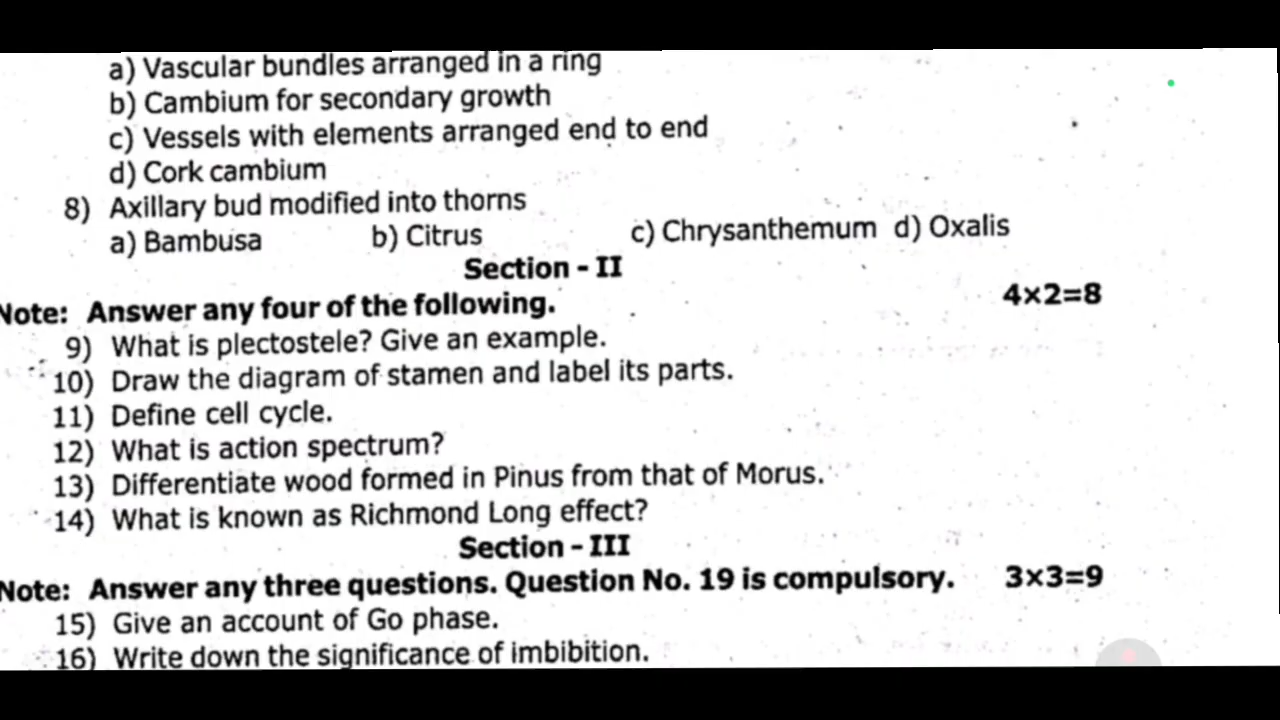 a) Vascular bundles arranged in a ring
b) Cambium for secondary growth
c) Vessels with elements arranged end to end
d) Cork cambium
8) Axillary bud modified into thorns
a) Bambusa b) Citrus c) Chrysanthemum d) Oxalis
Section - II
Note: Answer any four of the following. 4x2=8
9) What is plectostele? Give an example.
10) Draw the diagram of stamen and label its parts.
11) Define cell cycle.
12) What is action spectrum?
13) Differentiate wood formed in Pinus from that of Morus.
14) What is known as Richmond Long effect?
Section - III
Note: Answer any three questions. Question No. 19 is compulsory. 3x3=9
15) Give an account of Go phase.
16) Write down the significance of imbibition.